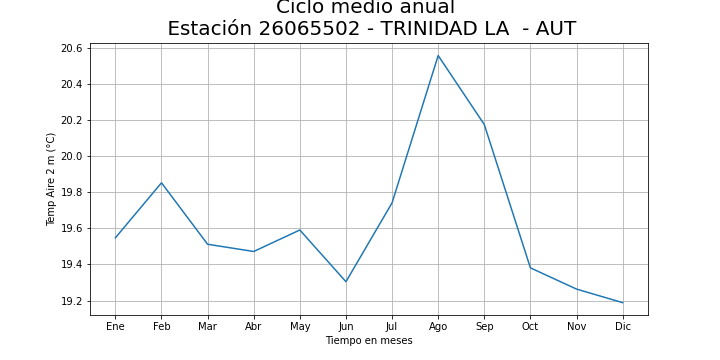 Ciclo medio anual
Estación 26065502 - TRINIDAD LA  - AUT
20.6
20.4
20.2
20.0
19.8
19.6
19.4
19.2
Temp Aire 2 m (°C)
Ene Feb Mar Abr May Jun Jul Ago Sep Oct Nov Dic
Tiempo en meses